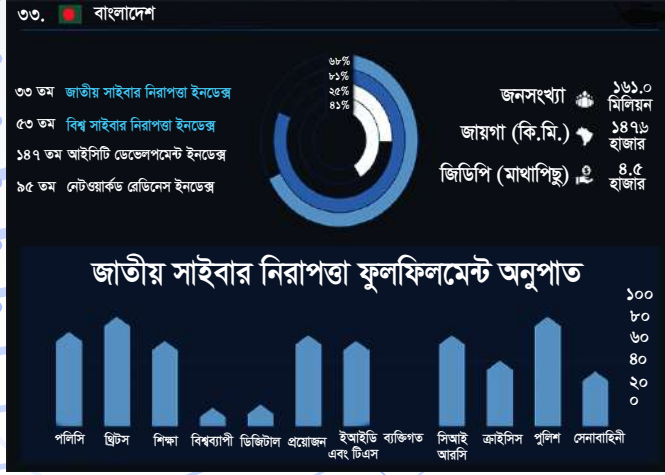 ৩৩. বাংলাদেশ
৬৮%
৮১%
২৫%
৪১%
৩৩ তম জাতীয় সাইবার নিরাপত্তা ইনডেক্স
৫৩ তম বিশ্ব সাইবার নিরাপত্তা ইনডেক্স
১৪৭ তম আইসিটি ডেভেলপমেন্ট ইনডেক্স
৯৫ তম নেটওয়ার্কড রেডিনেস ইনডেক্স
জনসংখ্যা ১৬১.০ মিলিয়ন
জায়গা (কি.মি.) ১৪৭.৬ হাজার
জিডিপি (মাথাপিছু) ৪.৫ হাজার
জাতীয় সাইবার নিরাপত্তা ফুলফিলমেন্ট অনুপাত
১০০
৮০
৬০
৪০
২০
০
পলিসি থ্রিটস শিক্ষা বিশ্বব্যাপী ডিজিটাল প্রয়োজন ইআইডি এবং টিএস ব্যক্তিগত সিআই আরসি ক্রাইসিস পুলিশ সেনাবাহিনী